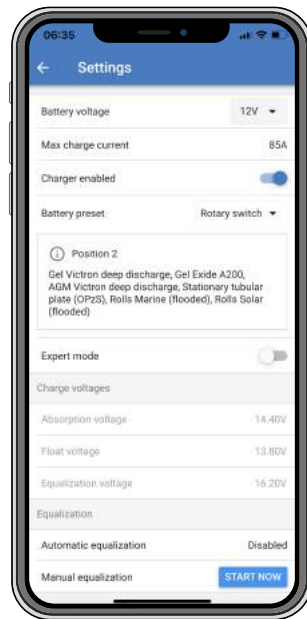 06:35
Settings
Battery voltage 12V
Max charge current 85A
Charger enabled
Battery preset Rotary switch
Position 2
Gel Victron deep discharge, Gel Exide A200,
AGM Victron deep discharge, Stationary tubular
plate (OPzS), Rolls Marine (flooded), Rolls Solar
(flooded)
Expert mode
Charge voltages
Absorption voltage 14.40V
Float voltage 13.80V
Equalization voltage 16.20V
Equalization
Automatic equalization Disabled
Manual equalization START NOW